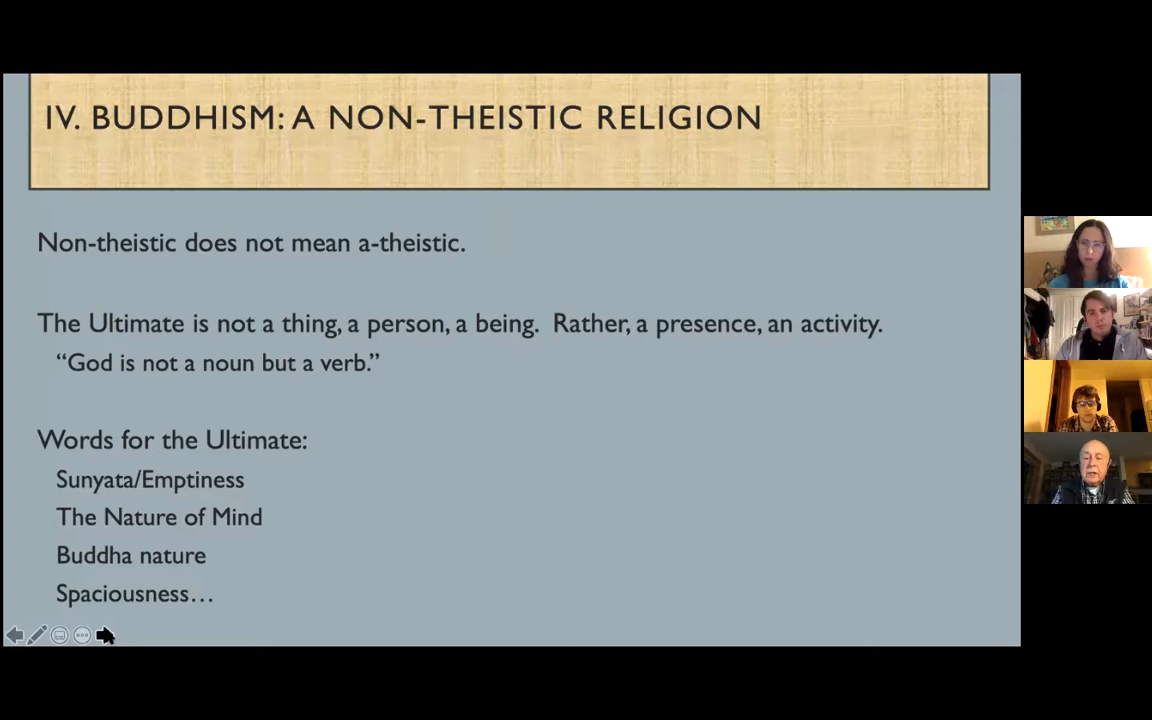 IV. BUDDHISM: A NON-THEISTIC RELIGION
Non-theistic does not mean a-theistic.
The Ultimate is not a thing, a person, a being. Rather, a presence, an activity.
“God is not a noun but a verb.”
Words for the Ultimate:
Sunyata/Emptiness
The Nature of Mind
Buddha nature
Spaciousness…